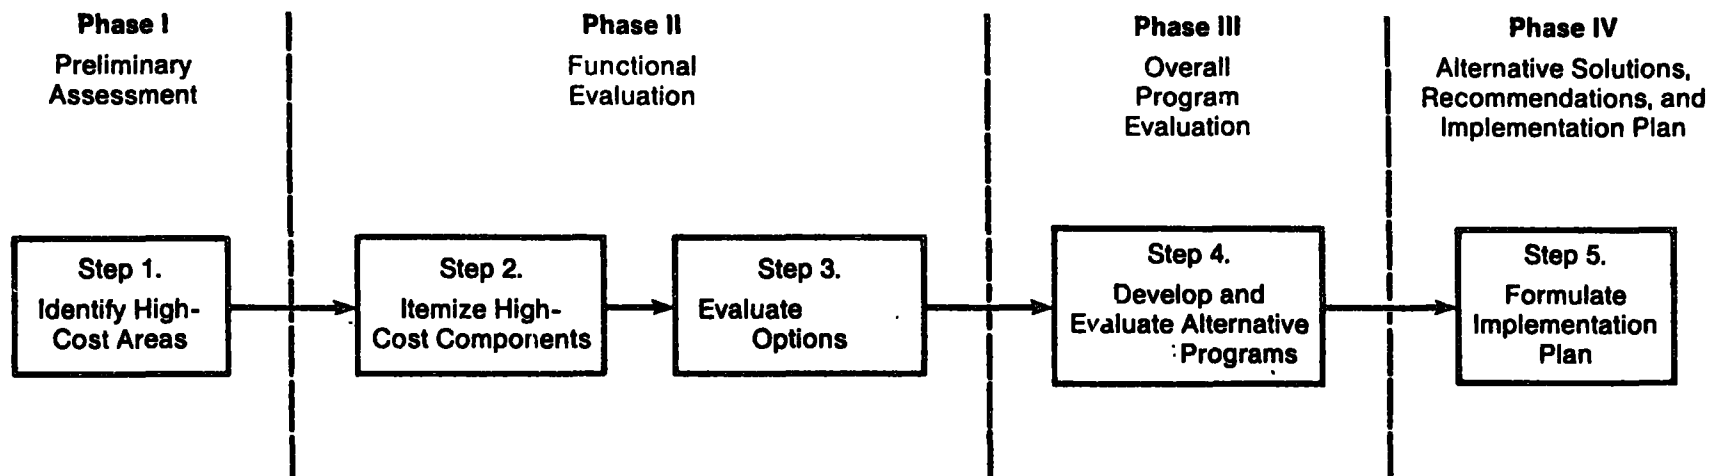 Phase I
Preliminary
Assessment
Phase II
Functional
Evaluation
Phase III
Overall
Program
Evaluation
Phase IV
Alternative Solutions,
Recommendations, and
Implementation Plan
Step 1.
Identify High-
Cost Areas
Step 2.
Itemize High-
Cost Components
Step 3.
Evaluate
Options
Step 4.
Develop and
Evaluate Alternative
Programs
Step 5.
Formulate
Implementation
Plan